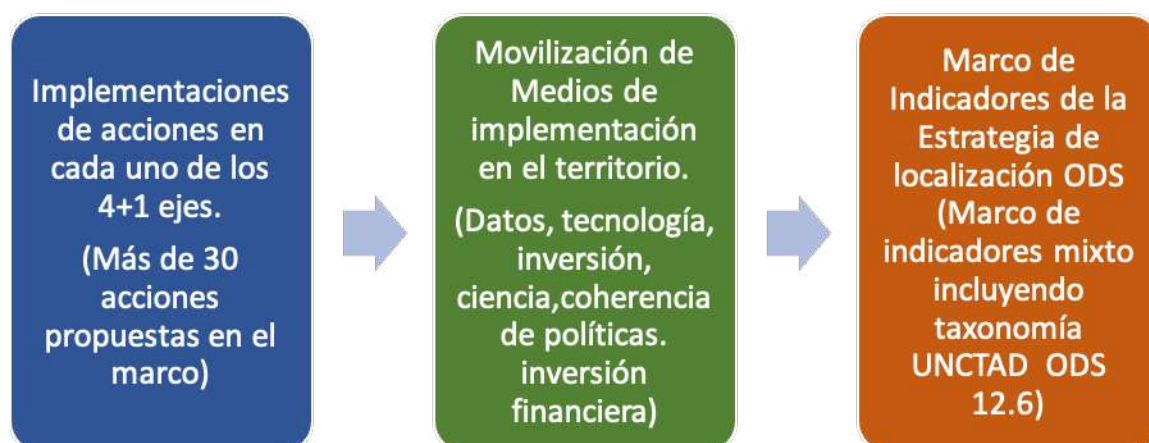 Implementaciones
de acciones en
cada uno de los
4+1 ejes.
(Más de 30
acciones
propuestas en el
marco)
Movilización de
Medios de
implementación
en el territorio.
(Datos, tecnología,
inversión,
ciencia,coherencia
de políticas.
inversión
financiera)
Marco de
Indicadores de la
Estrategia de
localización ODS
(Marco de
indicadores mixto
incluyendo
taxonomía
UNCTAD ODS
12.6)